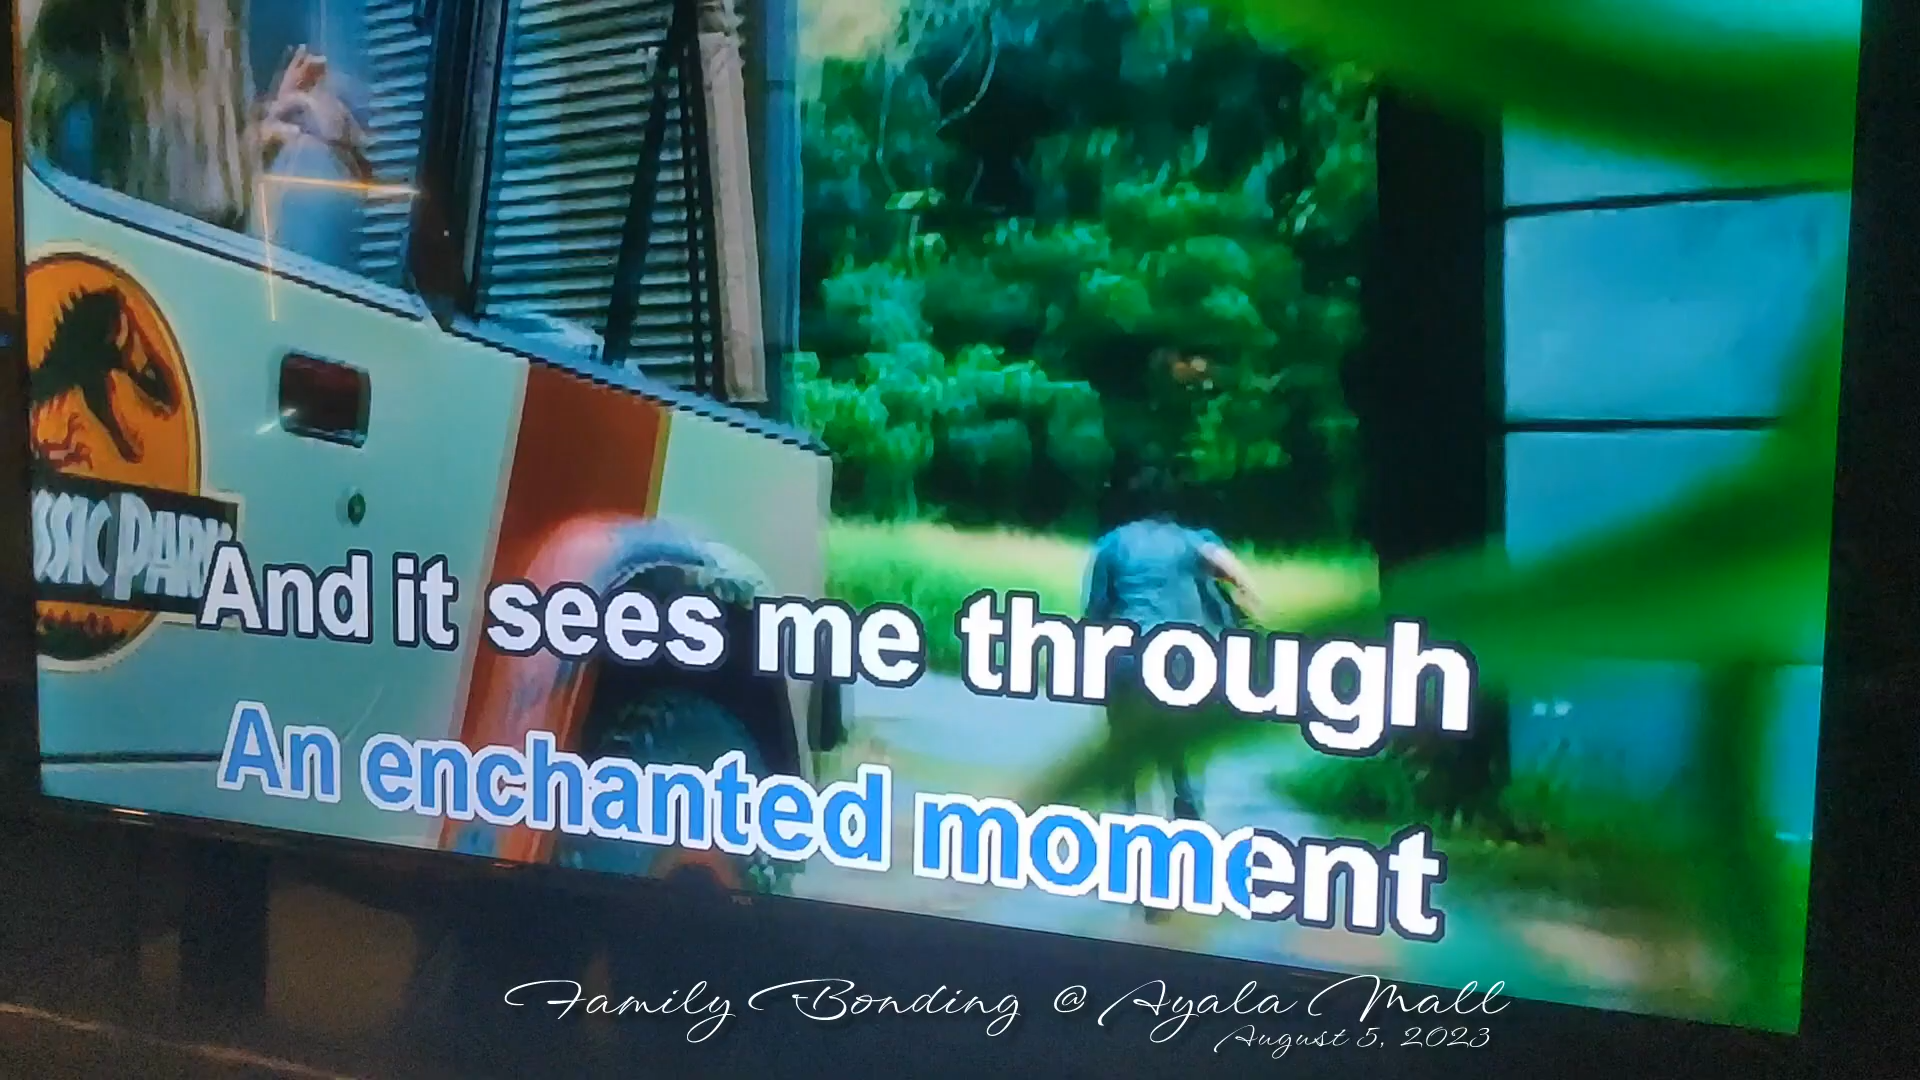 SSIC PARK
And it sees me through
An enchanted moment
Family Bonding @ Ayala Mall
August 5, 2023